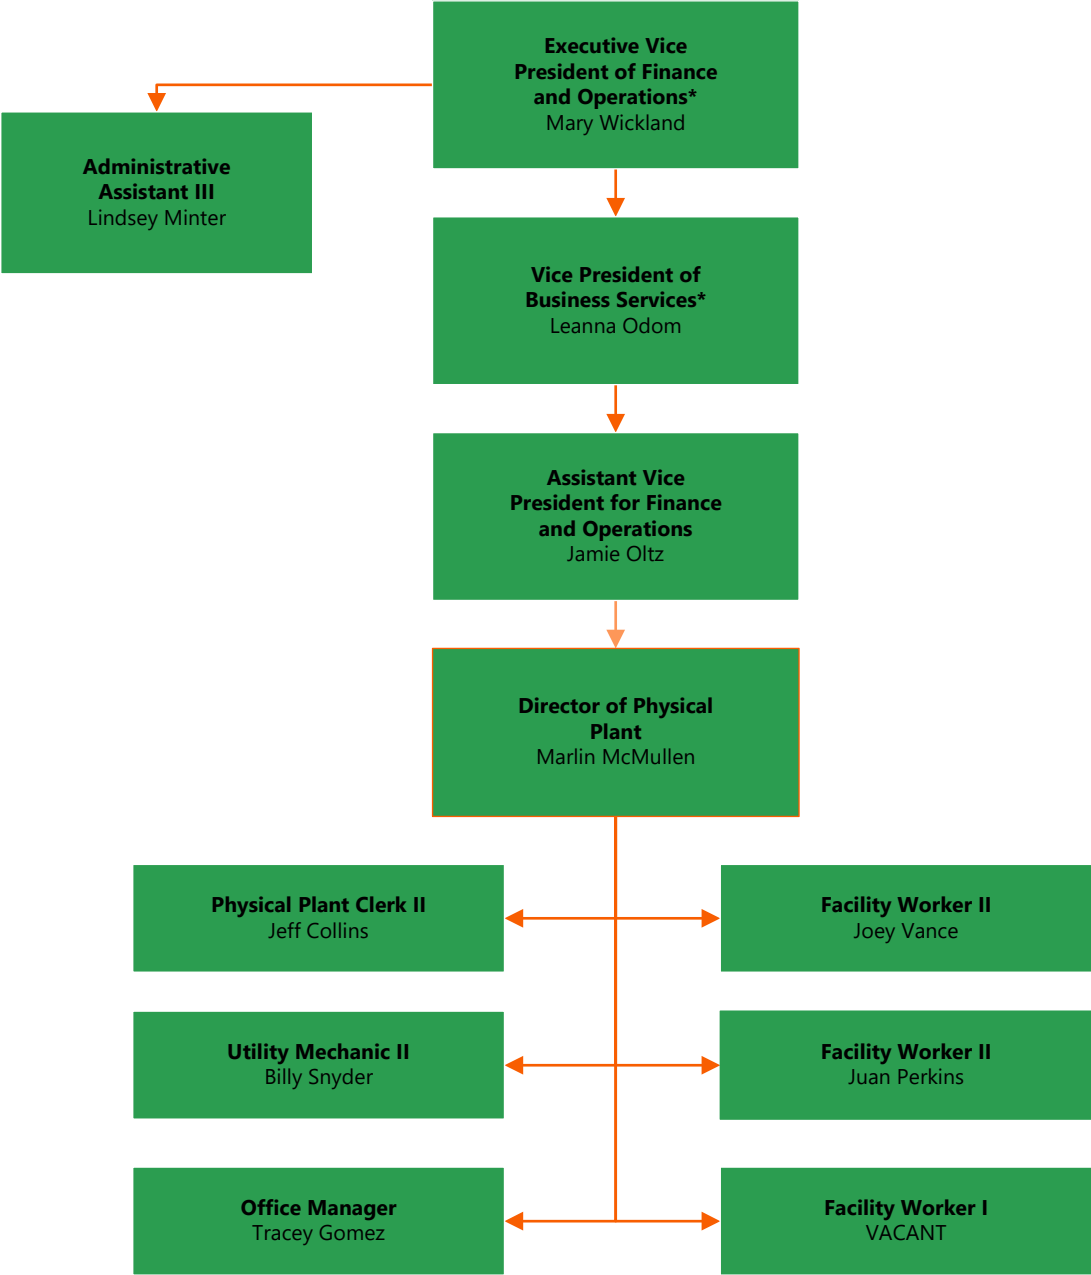 Executive Vice
President of Finance
and Operations*
Mary Wickland
Administrative
Assistant III
Lindsey Minter
Vice President of
Business Services*
Leanna Odom
Assistant Vice
President for Finance
and Operations
Jamie Oltz
Director of Physical
Plant
Marlin McMullen
Physical Plant Clerk II
Jeff Collins
Facility Worker II
Joey Vance
Utility Mechanic II
Billy Snyder
Facility Worker II
Juan Perkins
Office Manager
Tracey Gomez
Facility Worker I
VACANT